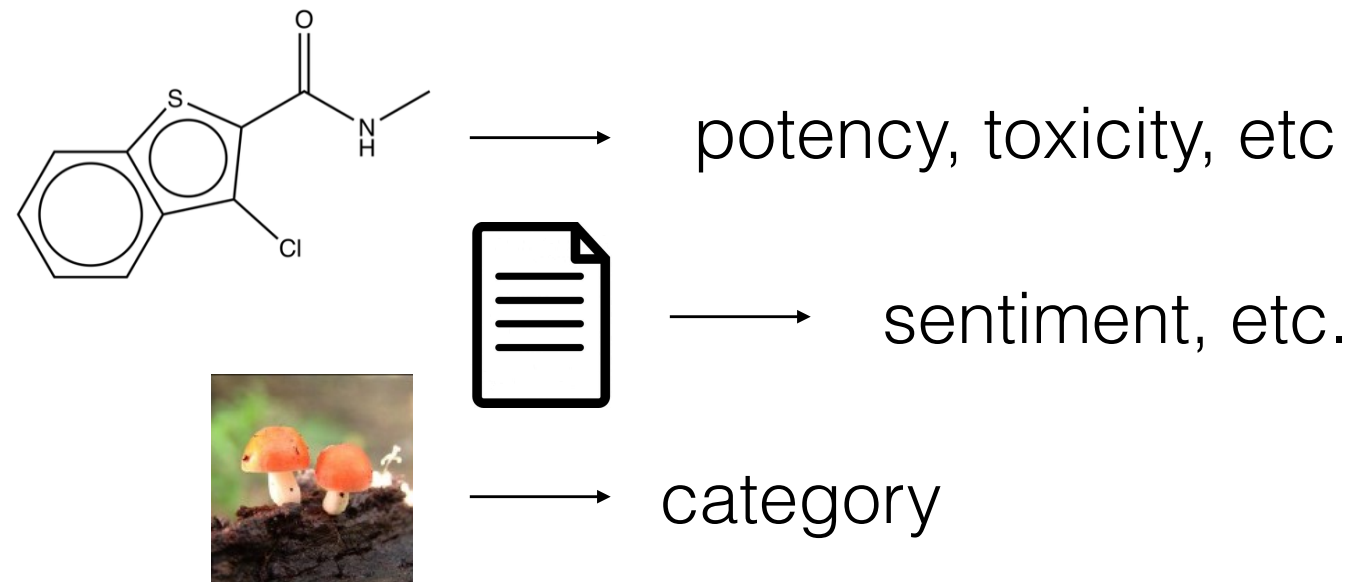 O
S
N
H
Cl
potency, toxicity, etc
sentiment, etc.
category